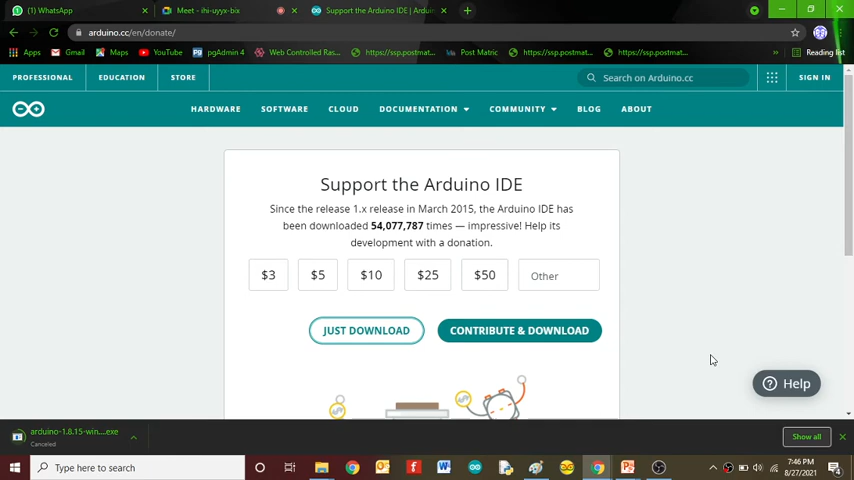 (1) WhatsApp
Meet - ihi-uyyx-bix
Support the Arduino IDE | Arduin
arduino.cc/en/donate/
Apps
Gmail
Maps
YouTube
pgAdmin 4
Web Controlled Ras...
https://ssp.postmat...
Post Matric
https://ssp.postmat...
https://ssp.postmat...
Reading list
PROFESSIONAL
EDUCATION
STORE
Search on Arduino.cc
SIGN IN
HARDWARE
SOFTWARE
CLOUD
DOCUMENTATION
COMMUNITY
BLOG
ABOUT
Support the Arduino IDE
Since the release 1.x release in March 2015, the Arduino IDE has
been downloaded 54,077,787 times — impressive! Help its
development with a donation.
$3
$5
$10
$25
$50
Other
JUST DOWNLOAD
CONTRIBUTE & DOWNLOAD
Help
arduino-1.8.15-win....exe
Canceled
Show all
Type here to search
7:46 PM
8/27/2021
4